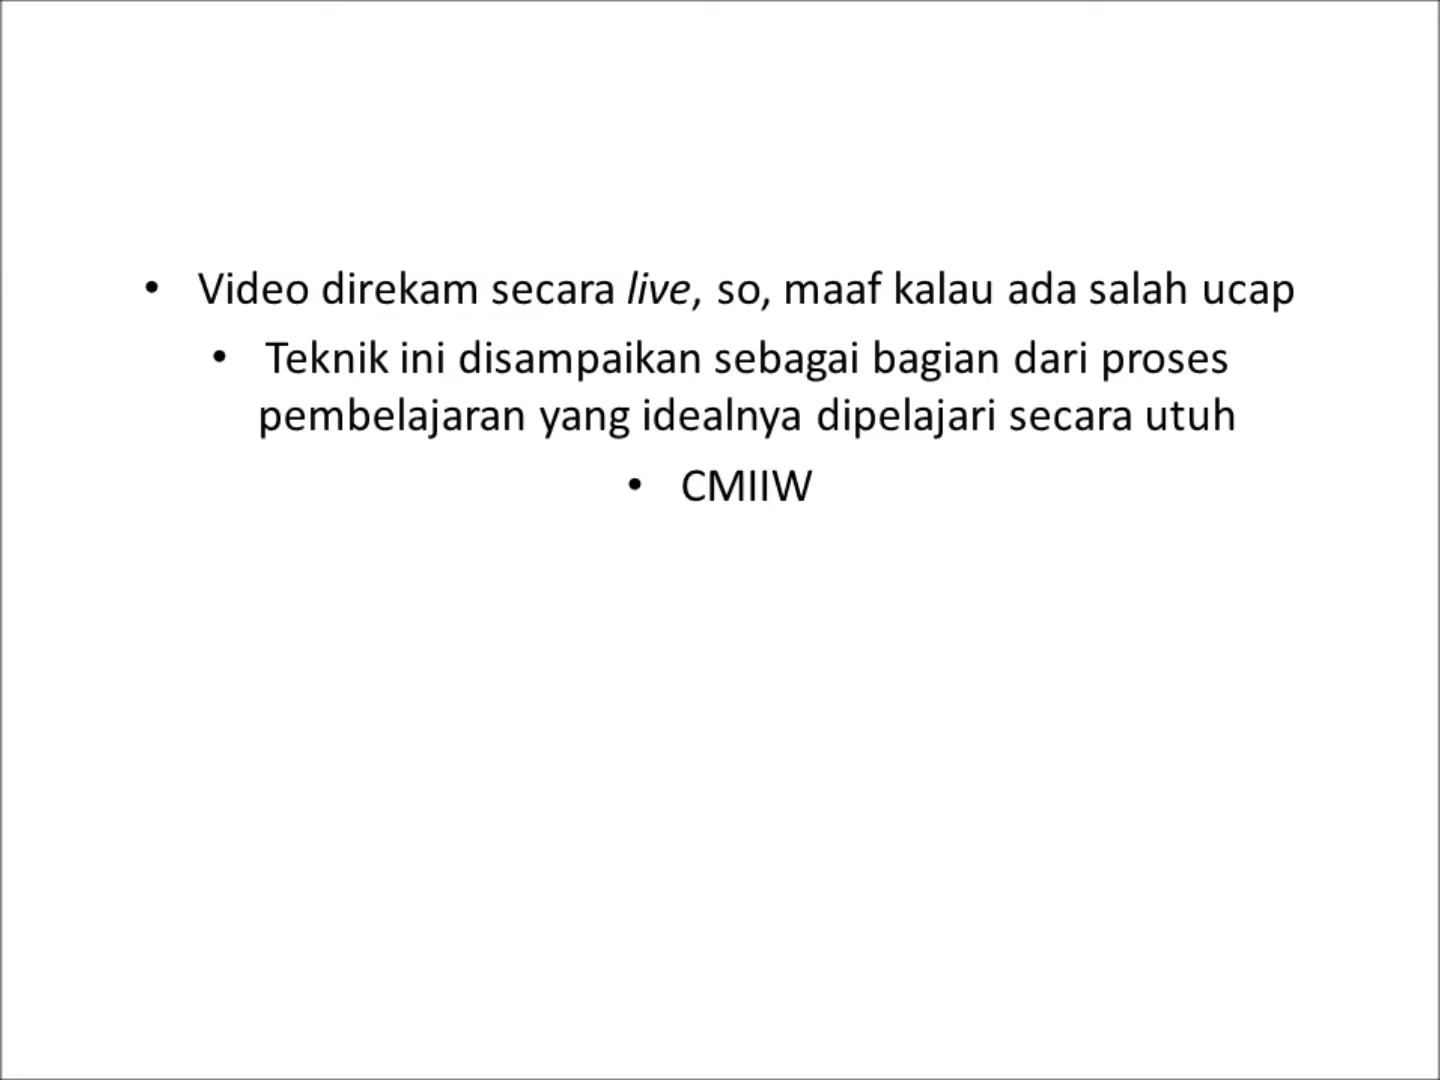 • Video direkam secara live, so, maaf kalau ada salah ucap
• Teknik ini disampaikan sebagai bagian dari proses
pembelajaran yang idealnya dipelajari secara utuh
• CMIIW